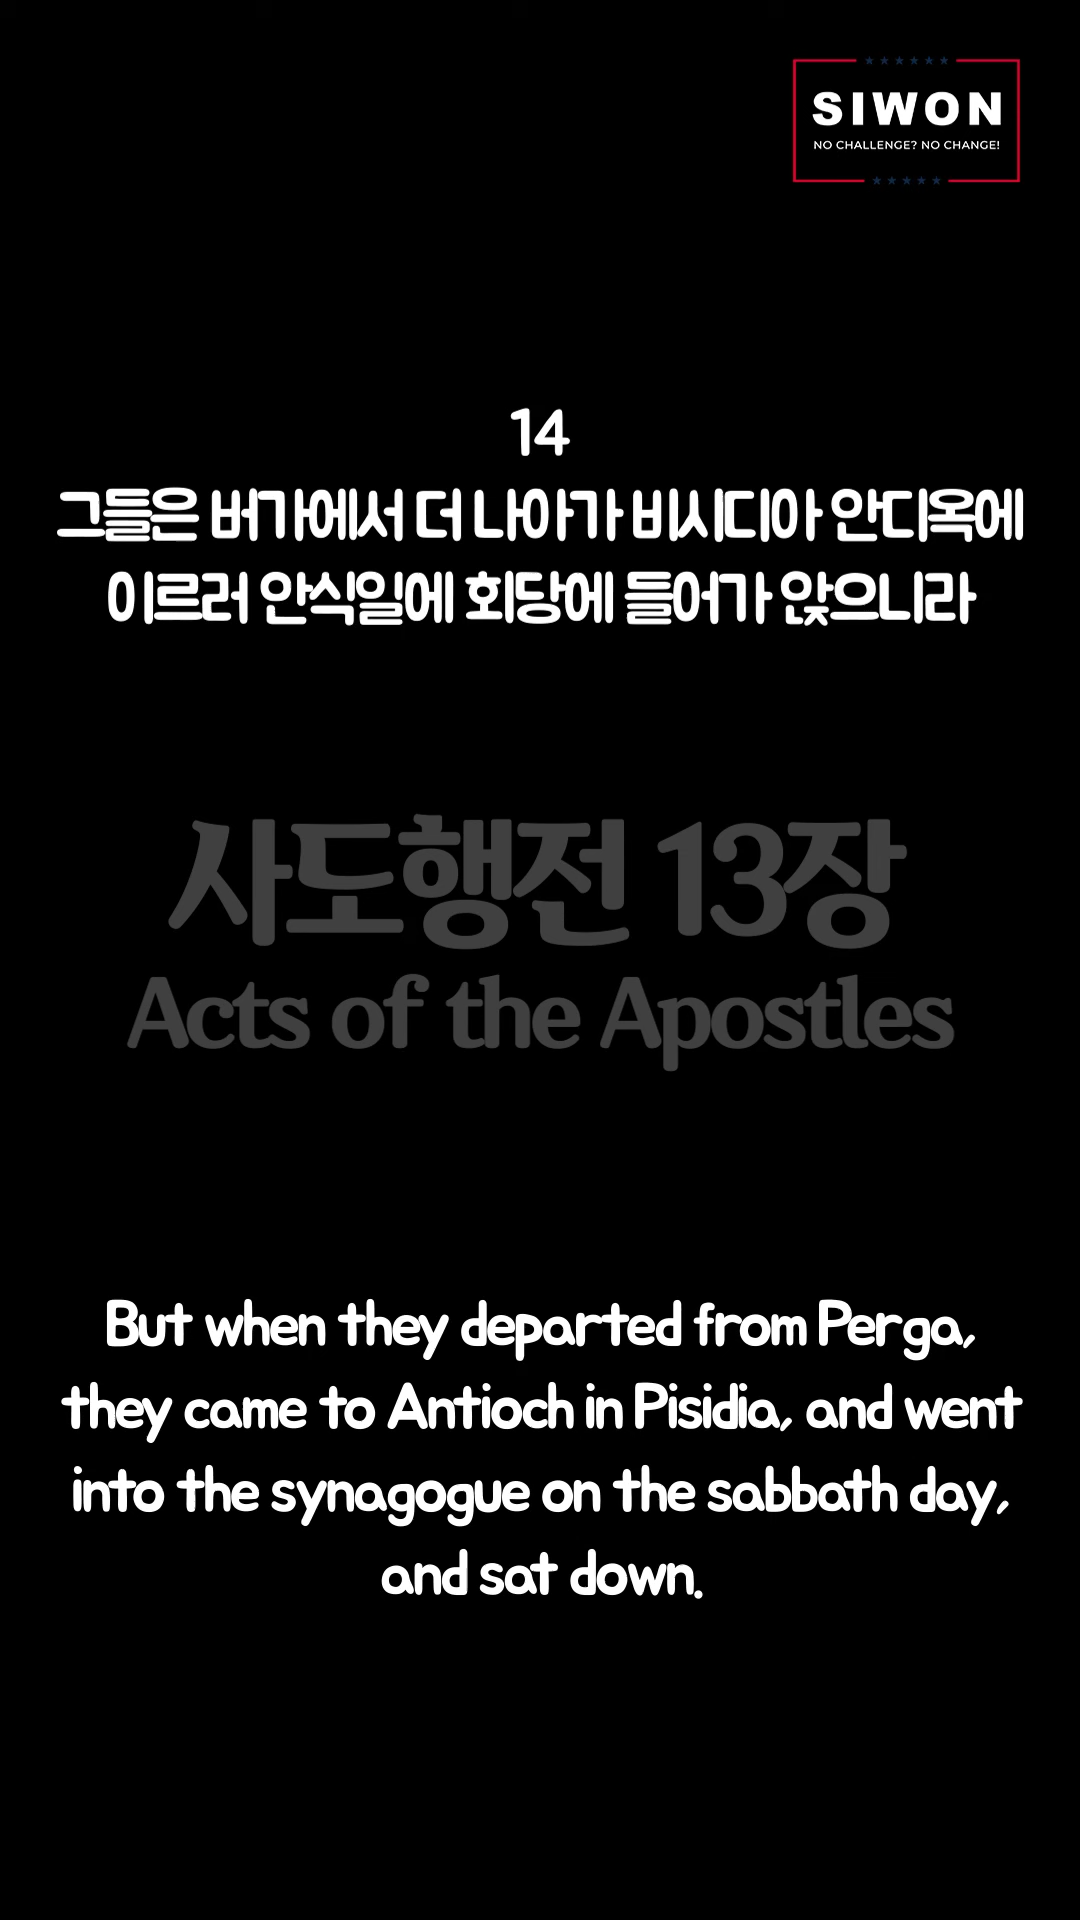 SIWON
NO CHALLENGE? NO CHANGE!
14
그들은 버가에서 더 나아가 비시디아 안디옥에
이르러 안식일에 회당에 들어가 앉으니라
사도행전 13장
Acts of the Apostles
But when they departed from Perga,
they came to Antioch in Pisidia, and went
into the synagogue on the sabbath day,
and sat down.